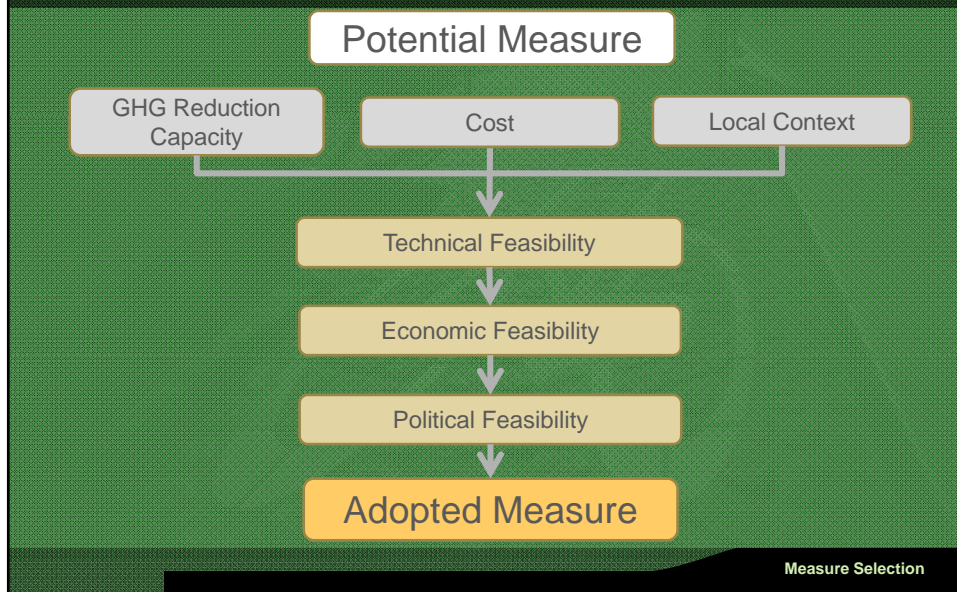 Potential Measure
GHG Reduction
Capacity
Cost
Local Context
Technical Feasibility
Economic Feasibility
Political Feasibility
Adopted Measure
Measure Selection